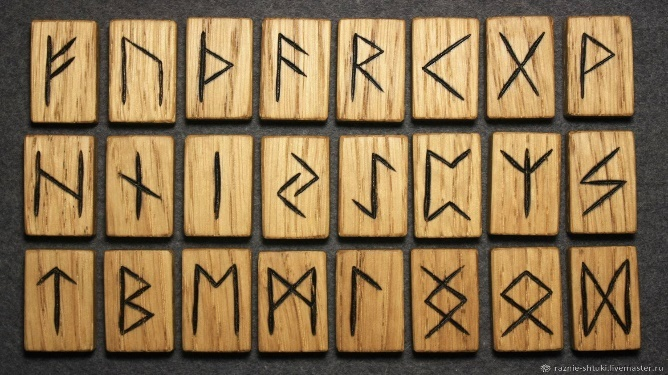 ᚠ ᚢ ᚦ ᚨ ᚱ ᚲ ᚷ ᚹ
ᚺ ᚾ ᛁ ᛃ ᛇ ᛈ ᛉ ᛊ
ᛏ ᛒ ᛖ ᛗ ᛚ ᛝ ᛟ ᛞ
raznie-shtuki.livemaster.ru